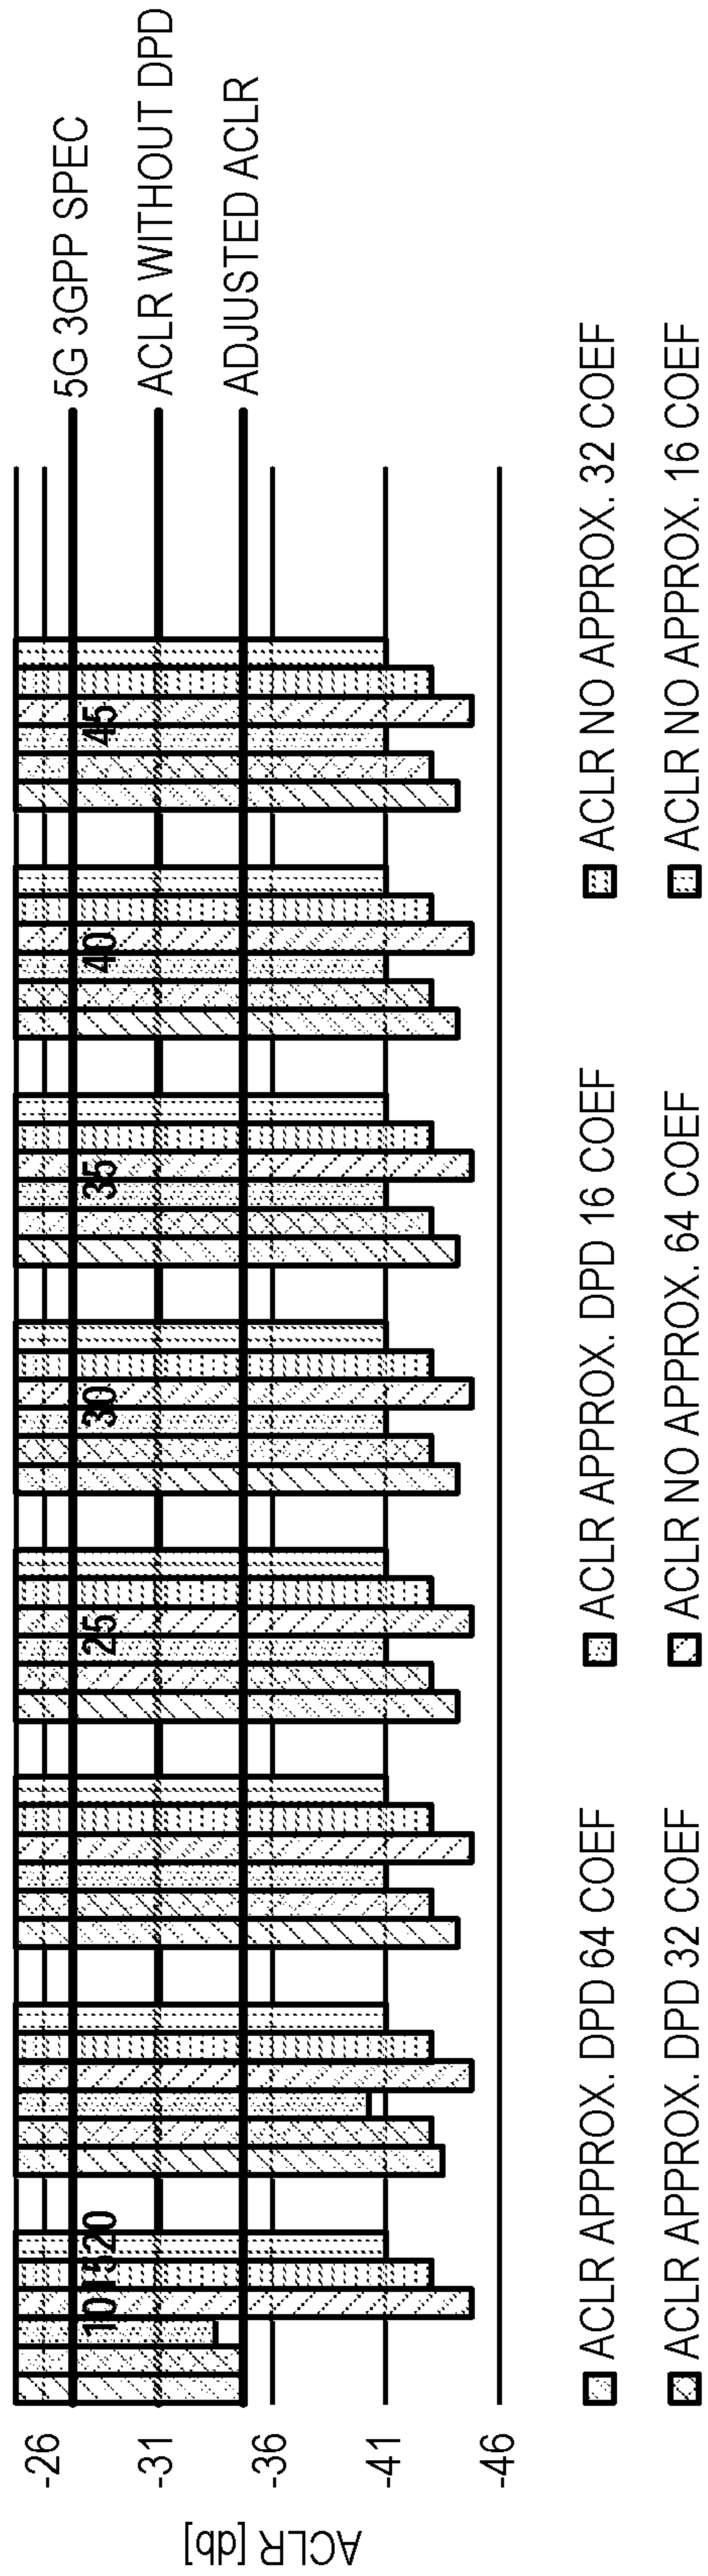 5G 3GPP SPEC
ACLR WITHOUT DPD
ADJUSTED ACLR
ACLR [db]
-26
-31
-36
-41
-46
10 15 20 25 30 35 40 45
ACLR APPROX. DPD 64 COEF
ACLR APPROX. DPD 16 COEF
ACLR NO APPROX. 32 COEF
ACLR APPROX. DPD 32 COEF
ACLR NO APPROX. 64 COEF
ACLR NO APPROX. 16 COEF